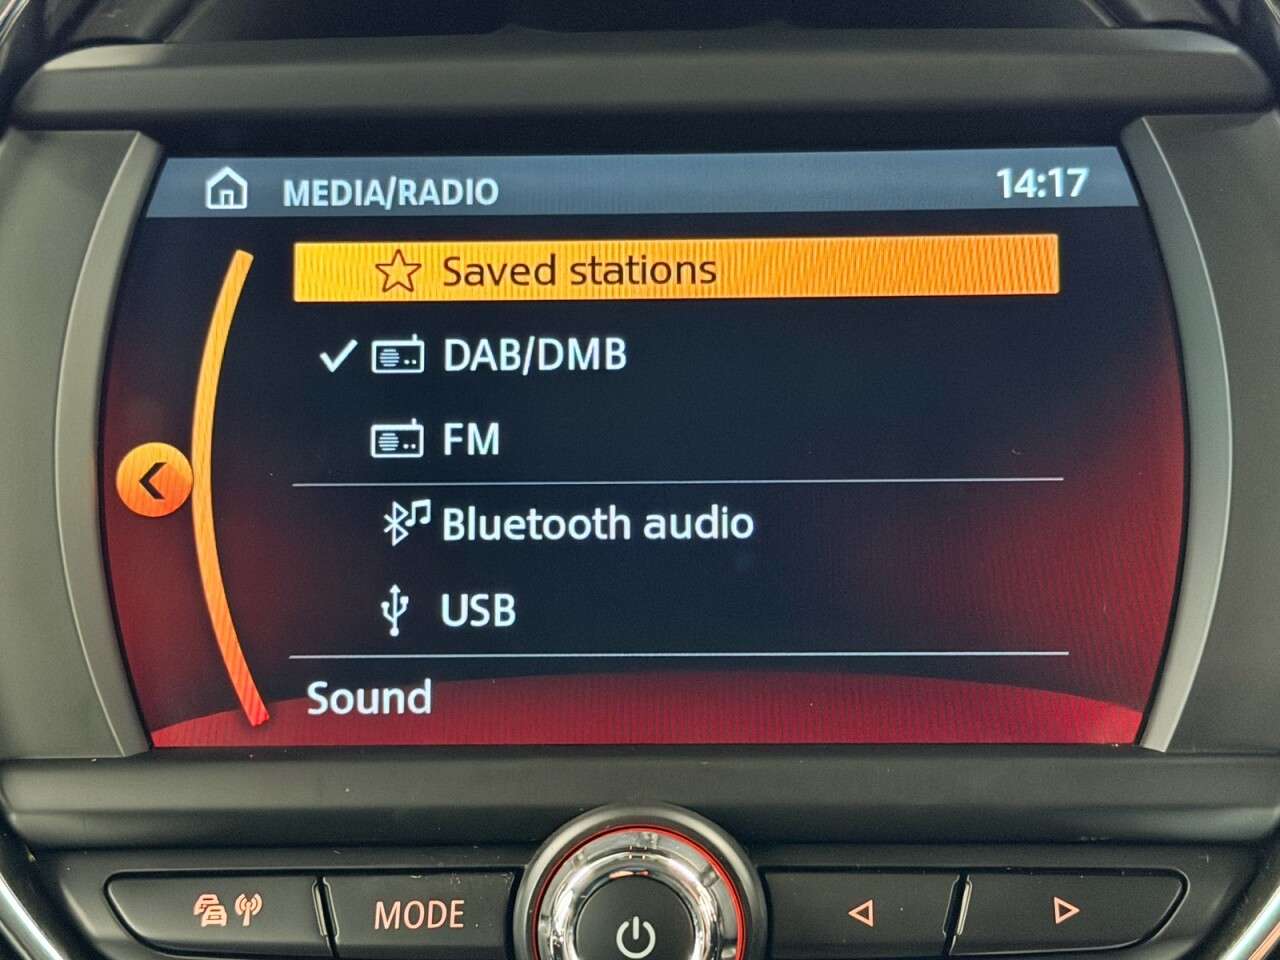 MEDIA/RADIO 14:17
Saved stations
DAB/DMB
FM
Bluetooth audio
USB
Sound
MODE